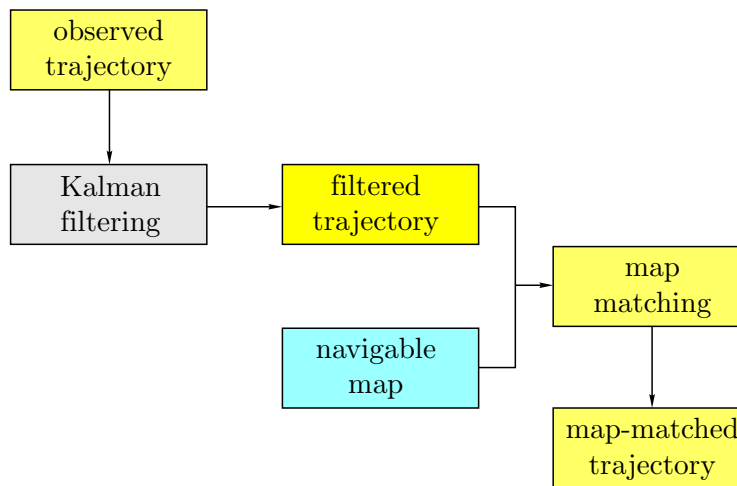 observed
trajectory
Kalman
filtering
filtered
trajectory
map
matching
navigable
map
map-matched
trajectory